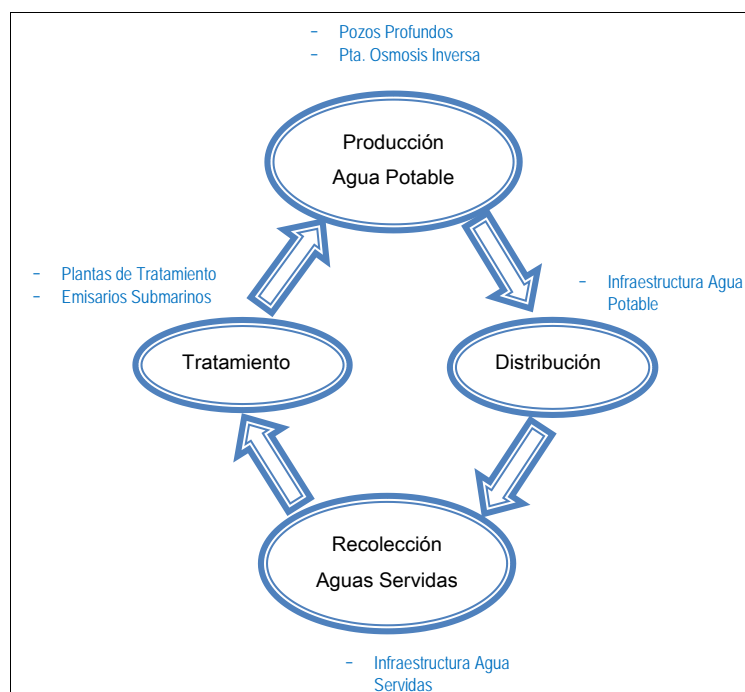 - Pozos Profundos
- Pta. Osmosis Inversa
Producción
Agua Potable
- Plantas de Tratamiento
- Emisarios Submarinos
- Infraestructura Agua
Potable
Tratamiento
Distribución
Recolección
Aguas Servidas
- Infraestructura Agua
Servidas